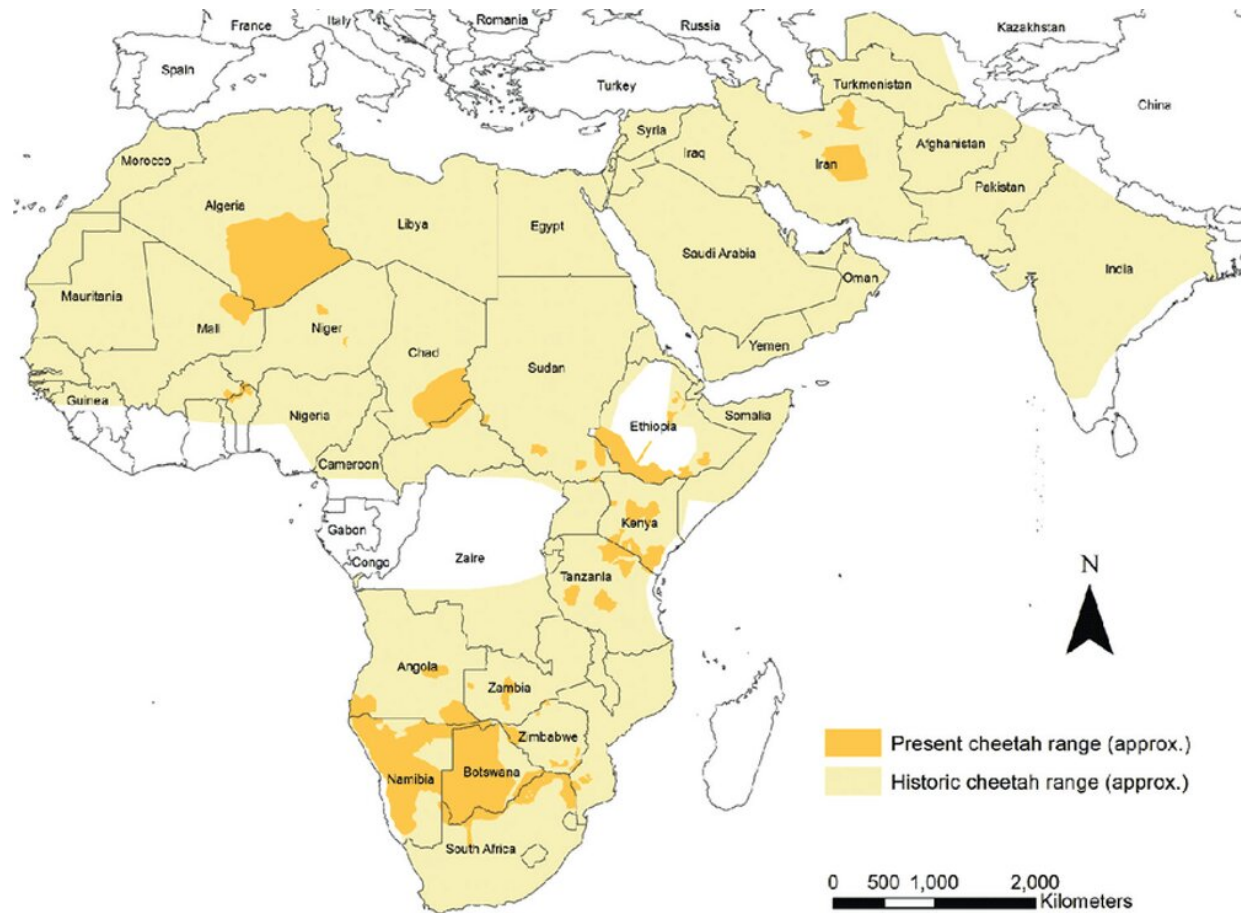 France
Italy
Romania
Russia
Kazakhstan
Spain
Turkey
Turkmenistan
China
Syria
Iraq
Iran
Afghanistan
Morocco
Pakistan
Algeria
Libya
Egypt
Saudi Arabia
India
Oman
Mauritania
Mali
Niger
Chad
Sudan
Yemen
Guinea
Nigeria
Ethiopia
Somalia
Cameroon
Gabon
Congo
Zaire
Kenya
Tanzania
N
Angola
Zambia
Zimbabwe
Namibia
Botswana
South Africa
Present cheetah range (approx.)
Historic cheetah range (approx.)
0 500 1,000 2,000
Kilometers